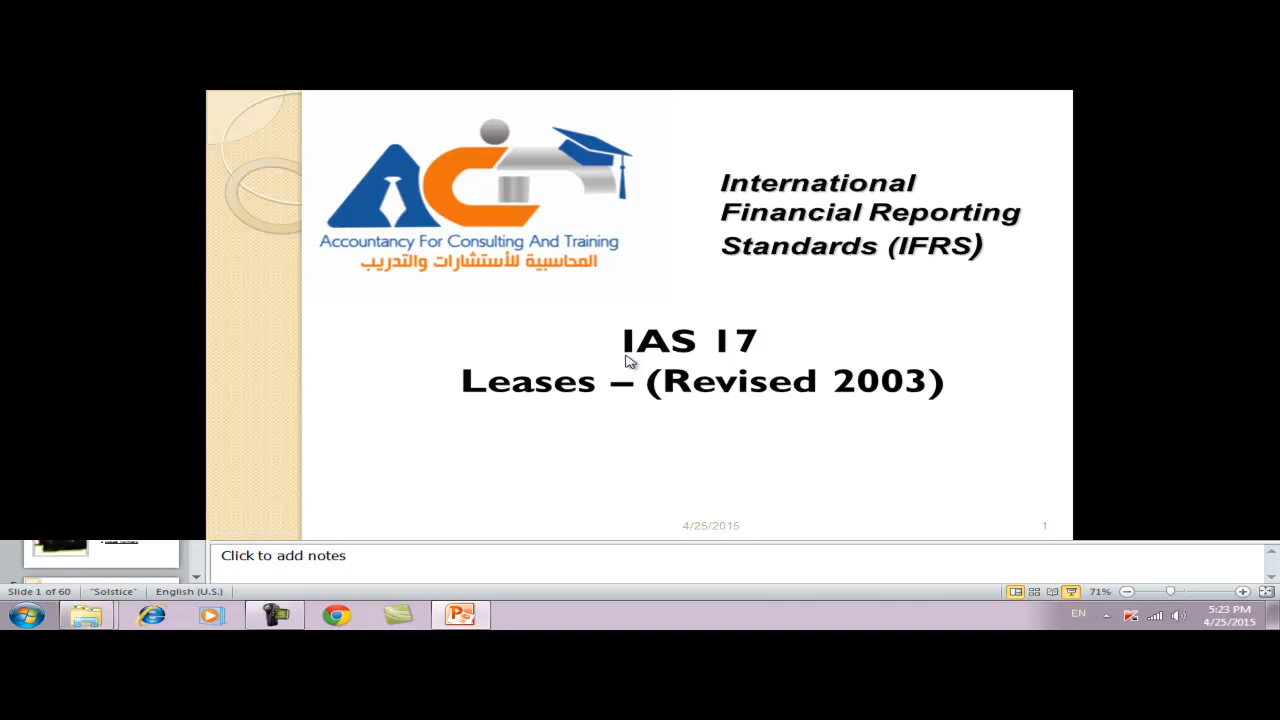 Accountancy For Consulting And Training
المحاسبية للأستشارات والتدريب
International
Financial Reporting
Standards (IFRS)
IAS 17
Leases – (Revised 2003)
4/25/2015
1
Click to add notes
Slide 1 of 60
"Solstice"
English (U.S.)
71%
EN
5:23 PM
4/25/2015